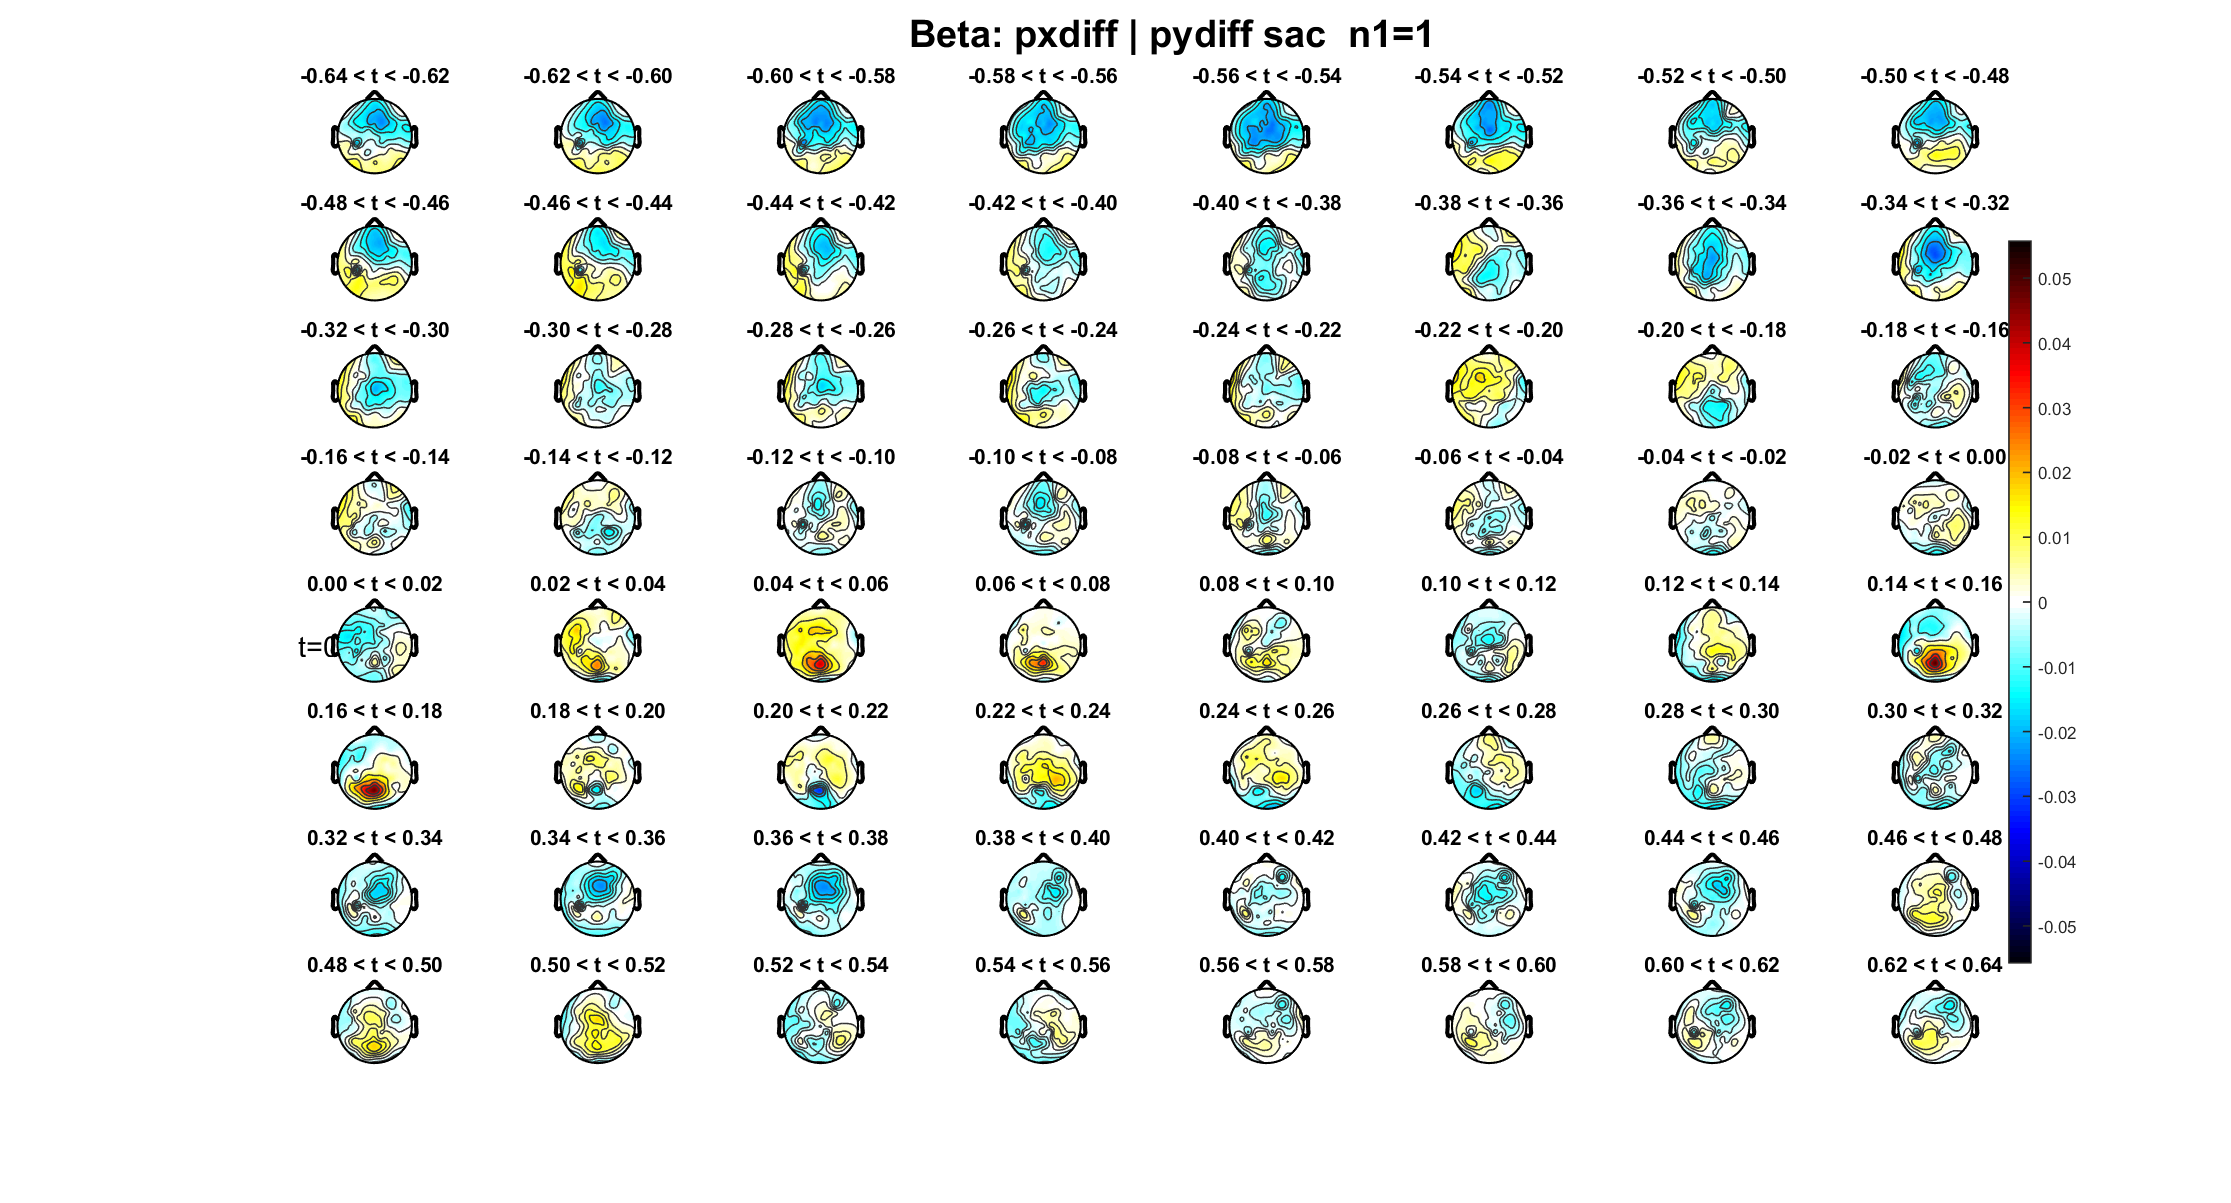 Beta: pxdiff | pydiff sac  n1=1
-0.64 < t < -0.62
-0.62 < t < -0.60
-0.60 < t < -0.58
-0.58 < t < -0.56
-0.56 < t < -0.54
-0.54 < t < -0.52
-0.52 < t < -0.50
-0.50 < t < -0.48
-0.48 < t < -0.46
-0.46 < t < -0.44
-0.44 < t < -0.42
-0.42 < t < -0.40
-0.40 < t < -0.38
-0.38 < t < -0.36
-0.36 < t < -0.34
-0.34 < t < -0.32
-0.32 < t < -0.30
-0.30 < t < -0.28
-0.28 < t < -0.26
-0.26 < t < -0.24
-0.24 < t < -0.22
-0.22 < t < -0.20
-0.20 < t < -0.18
-0.18 < t < -0.16
-0.16 < t < -0.14
-0.14 < t < -0.12
-0.12 < t < -0.10
-0.10 < t < -0.08
-0.08 < t < -0.06
-0.06 < t < -0.04
-0.04 < t < -0.02
-0.02 < t < 0.00
0.00 < t < 0.02
0.02 < t < 0.04
0.04 < t < 0.06
0.06 < t < 0.08
0.08 < t < 0.10
0.10 < t < 0.12
0.12 < t < 0.14
0.14 < t < 0.16
t=0
0.16 < t < 0.18
0.18 < t < 0.20
0.20 < t < 0.22
0.22 < t < 0.24
0.24 < t < 0.26
0.26 < t < 0.28
0.28 < t < 0.30
0.30 < t < 0.32
0.32 < t < 0.34
0.34 < t < 0.36
0.36 < t < 0.38
0.38 < t < 0.40
0.40 < t < 0.42
0.42 < t < 0.44
0.44 < t < 0.46
0.46 < t < 0.48
0.48 < t < 0.50
0.50 < t < 0.52
0.52 < t < 0.54
0.54 < t < 0.56
0.56 < t < 0.58
0.58 < t < 0.60
0.60 < t < 0.62
0.62 < t < 0.64
0.05
0.04
0.03
0.02
0.01
0
-0.01
-0.02
-0.03
-0.04
-0.05